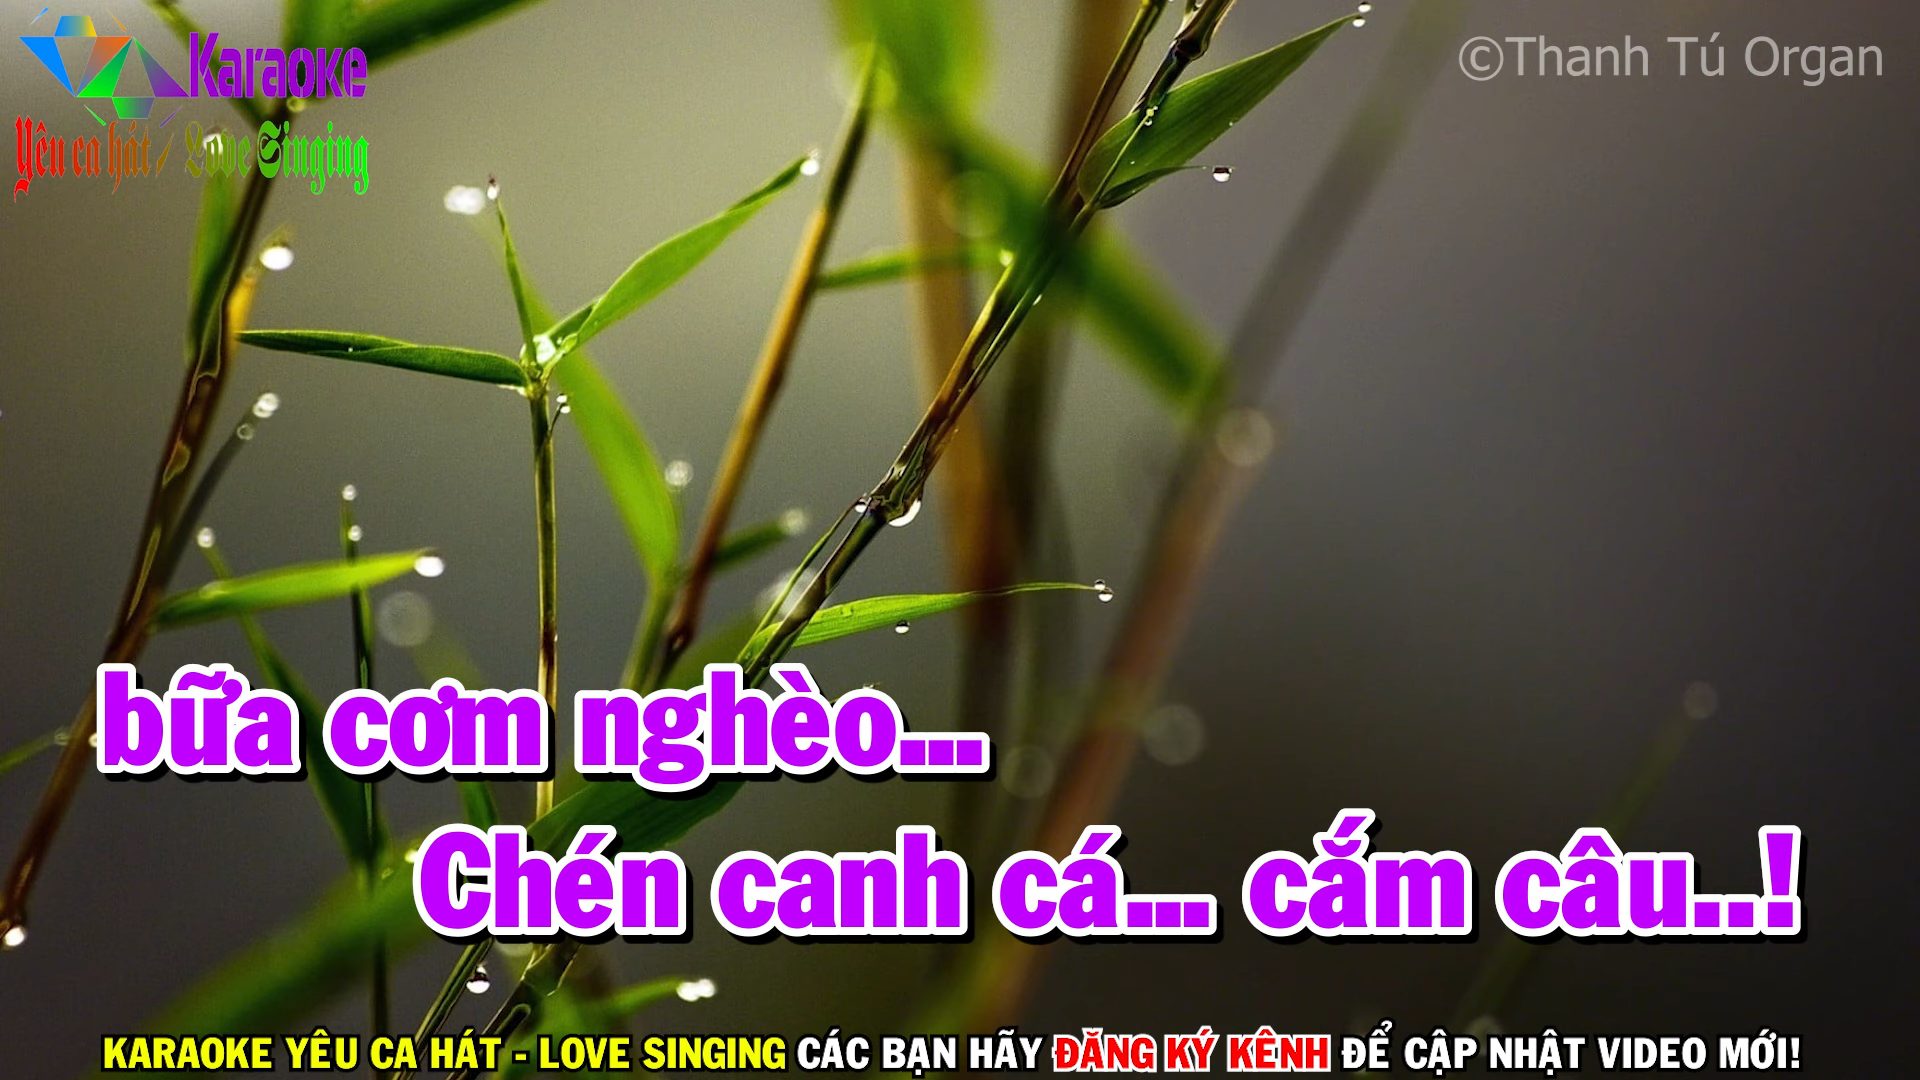 Karaoke
Yêu ca hát / Love Singing
©Thanh Tú Organ
bữa cơm nghèo...
Chén canh cá... cắm câu..!
KARAOKE YÊU CA HÁT - LOVE SINGING CÁC BẠN HÃY ĐĂNG KÝ KÊNH ĐỂ CẬP NHẬT VIDEO MỚI!